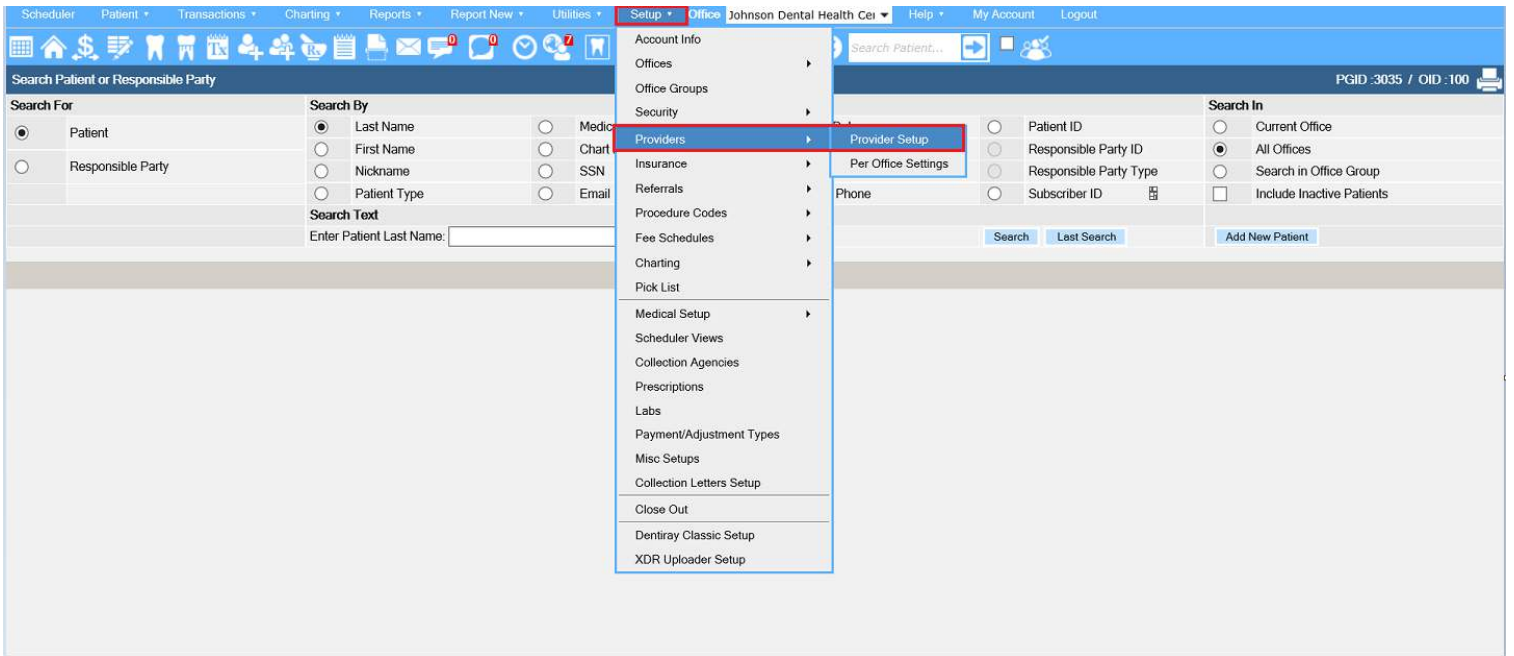 Scheduler Patient Transactions Charting Reports Report New Utilities Setup Office Johnson Dental Health Cer Help My Account Logout
Tx Rx 0 0 7 Search Patient...
Search Patient or Responsible Party PGID :3035 / OID :100
Search For Search By Search In
Patient Last Name Medic Patient ID Current Office
First Name Chart Responsible Party ID All Offices
Responsible Party Nickname SSN Responsible Party Type Search in Office Group
Patient Type Email Phone Subscriber ID Include Inactive Patients
Search Text
Enter Patient Last Name: Search Last Search Add New Patient
Account Info
Offices
Office Groups
Security
Providers Provider Setup
Insurance Per Office Settings
Referrals
Procedure Codes
Fee Schedules
Charting
Pick List
Medical Setup
Scheduler Views
Collection Agencies
Prescriptions
Labs
Payment/Adjustment Types
Misc Setups
Collection Letters Setup
Close Out
Dentiray Classic Setup
XDR Uploader Setup